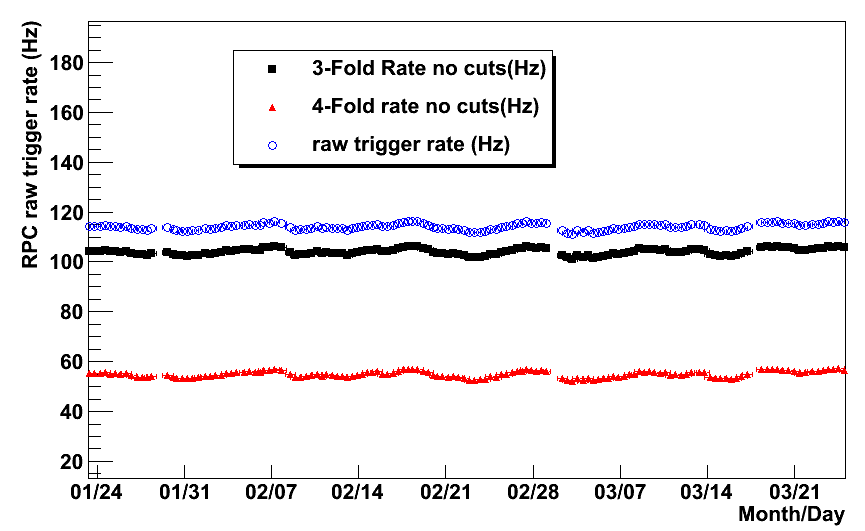 RPC raw trigger rate (Hz)
180
160
140
120
100
80
60
40
20
3-Fold Rate no cuts(Hz)
4-Fold rate no cuts(Hz)
raw trigger rate (Hz)
01/24 01/31 02/07 02/14 02/21 02/28 03/07 03/14 03/21
Month/Day